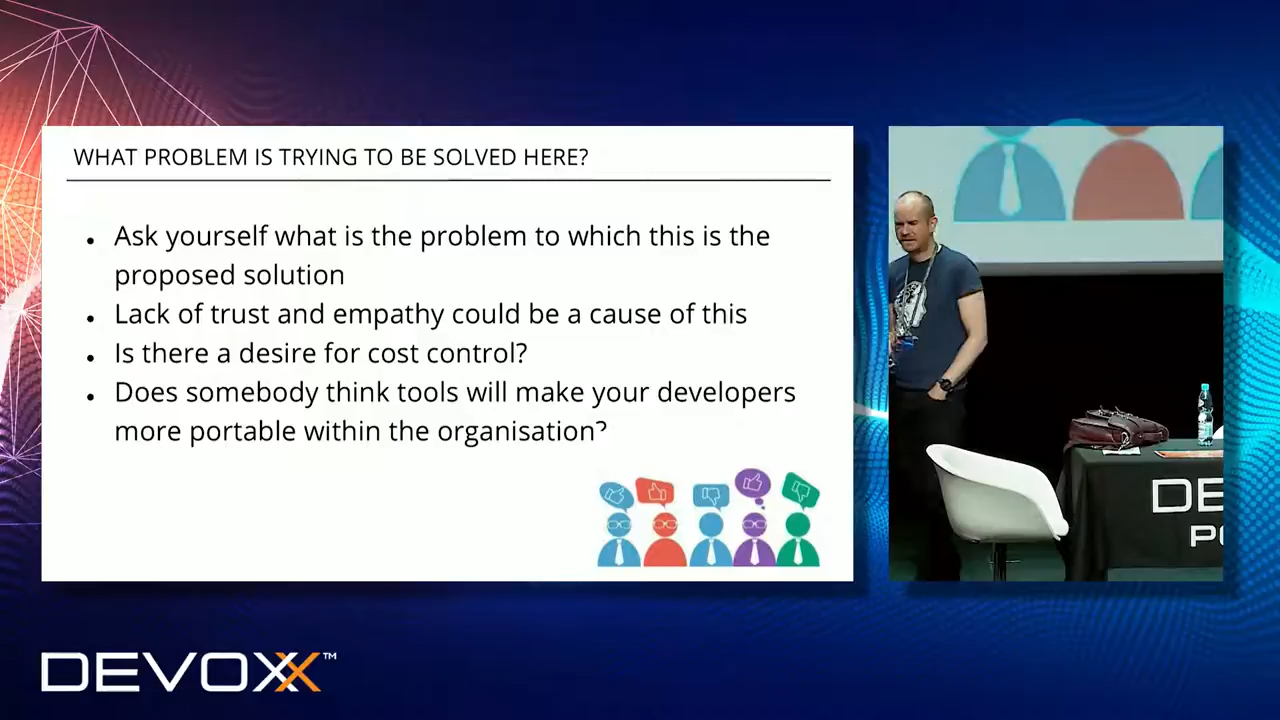 WHAT PROBLEM IS TRYING TO BE SOLVED HERE?
• Ask yourself what is the problem to which this is the
proposed solution
• Lack of trust and empathy could be a cause of this
• Is there a desire for cost control?
• Does somebody think tools will make your developers
more portable within the organisation?
DE
PO
DEVOXX™